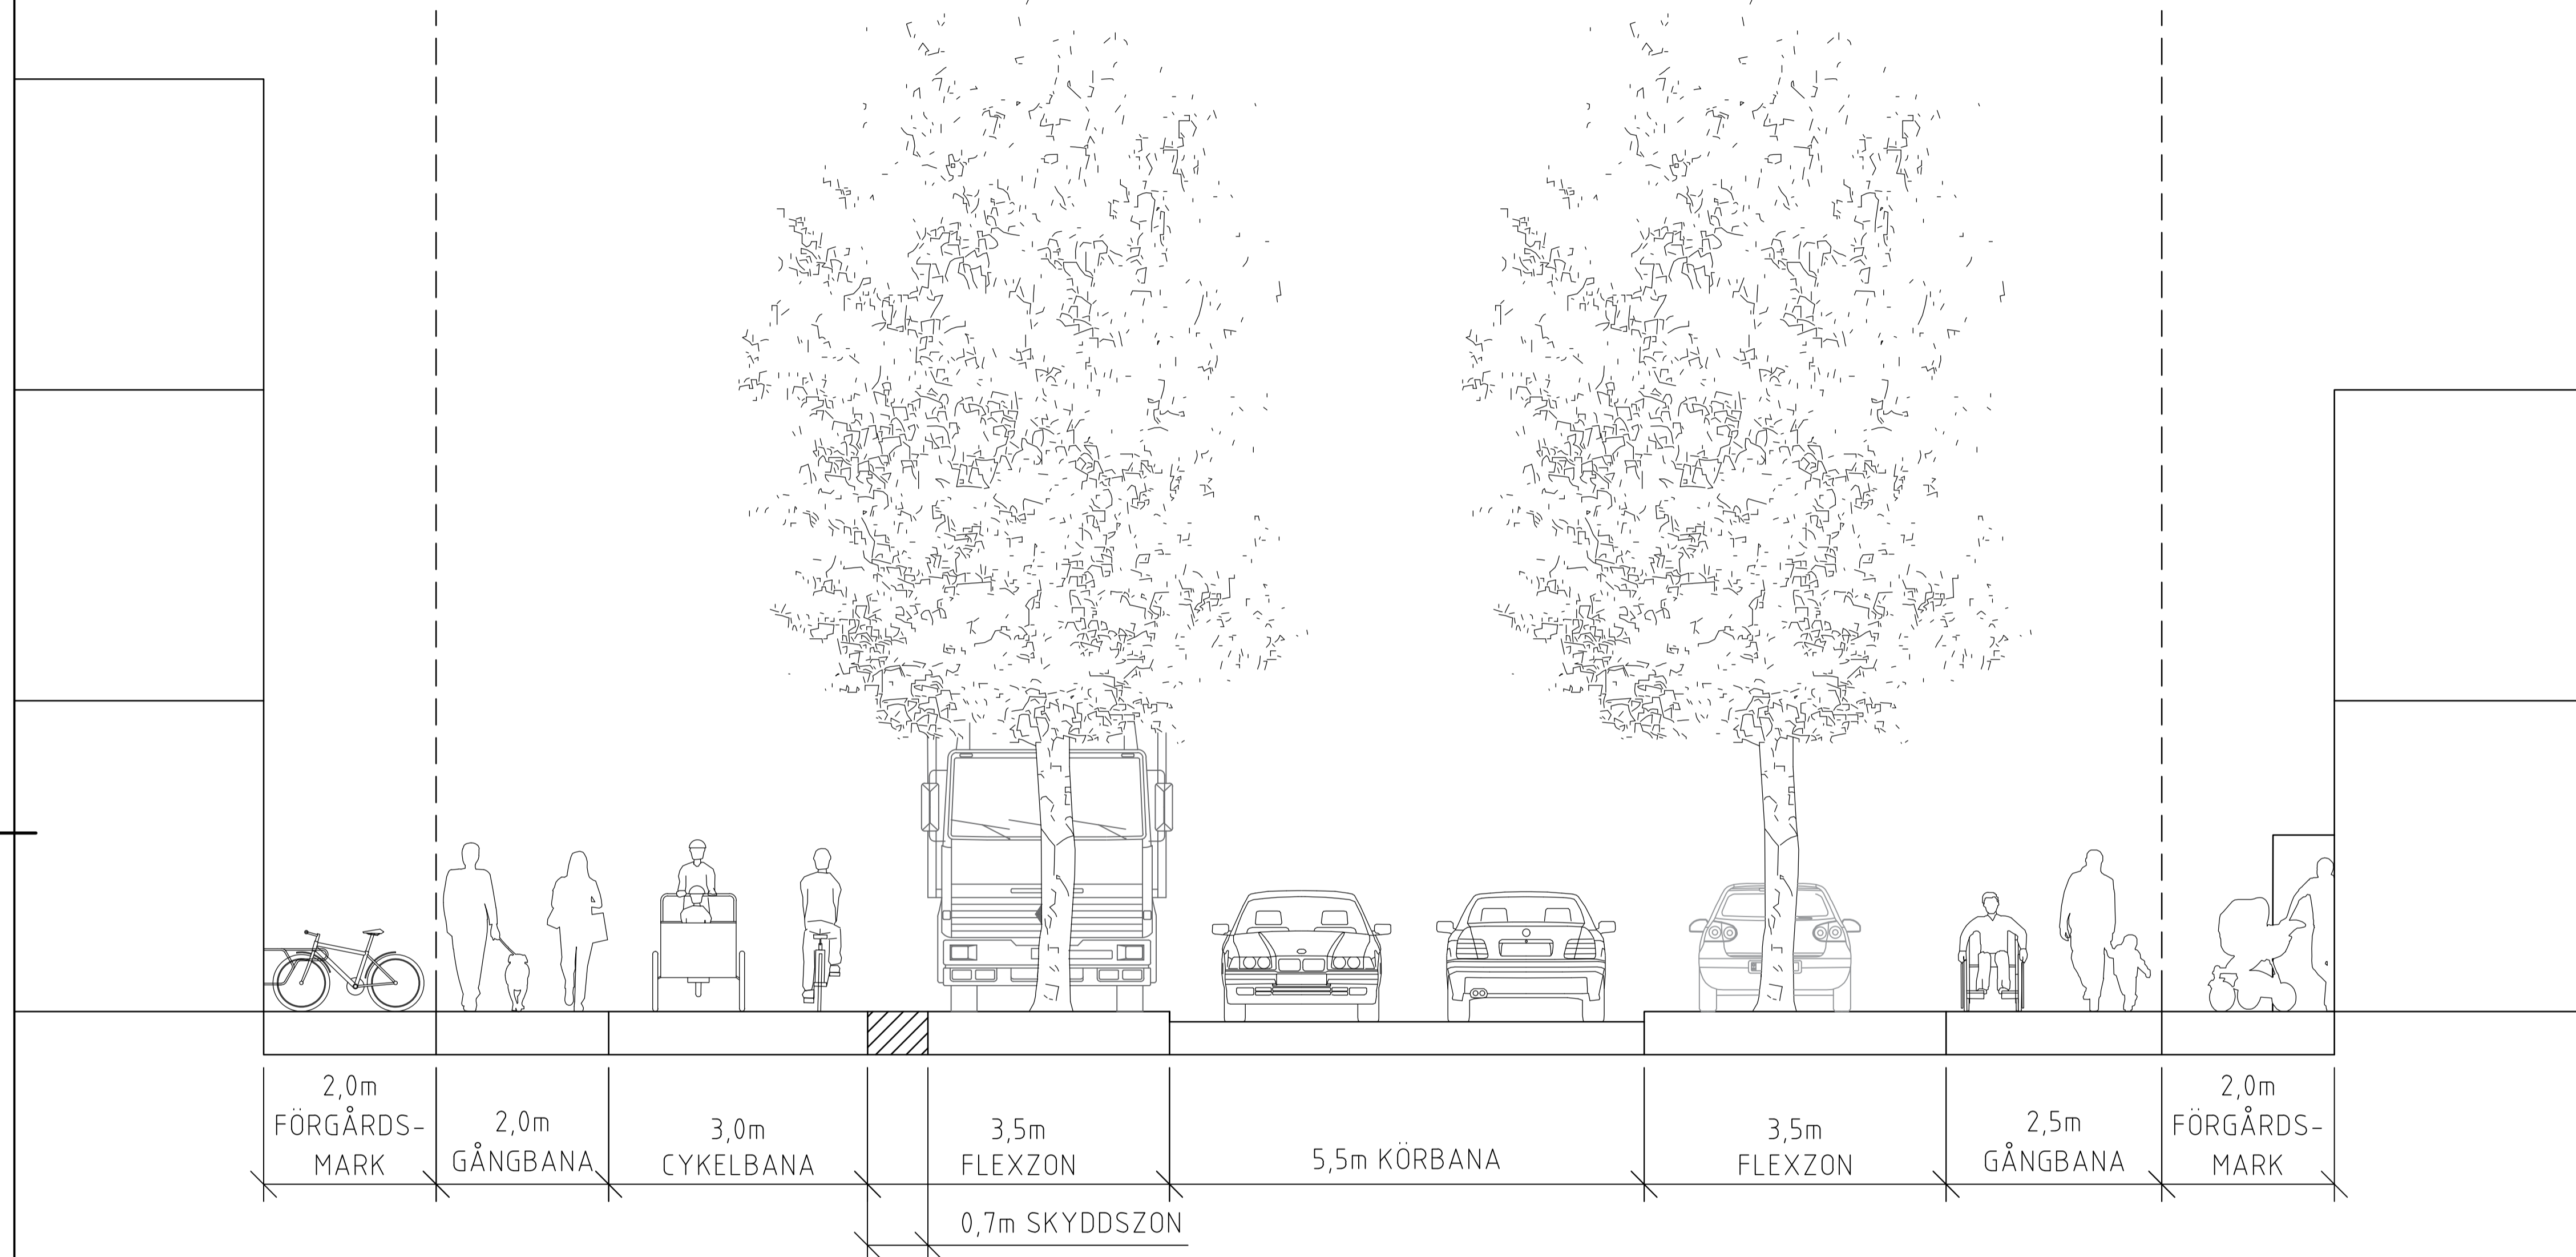 2,0m
FÖRGÅRDS-
MARK
2,0m
GÅNGBANA
3,0m
CYKELBANA
3,5m
FLEXZON
5,5m KÖRBANA
3,5m
FLEXZON
2,5m
GÅNGBANA
2,0m
FÖRGÅRDS-
MARK
0,7m SKYDDSZON